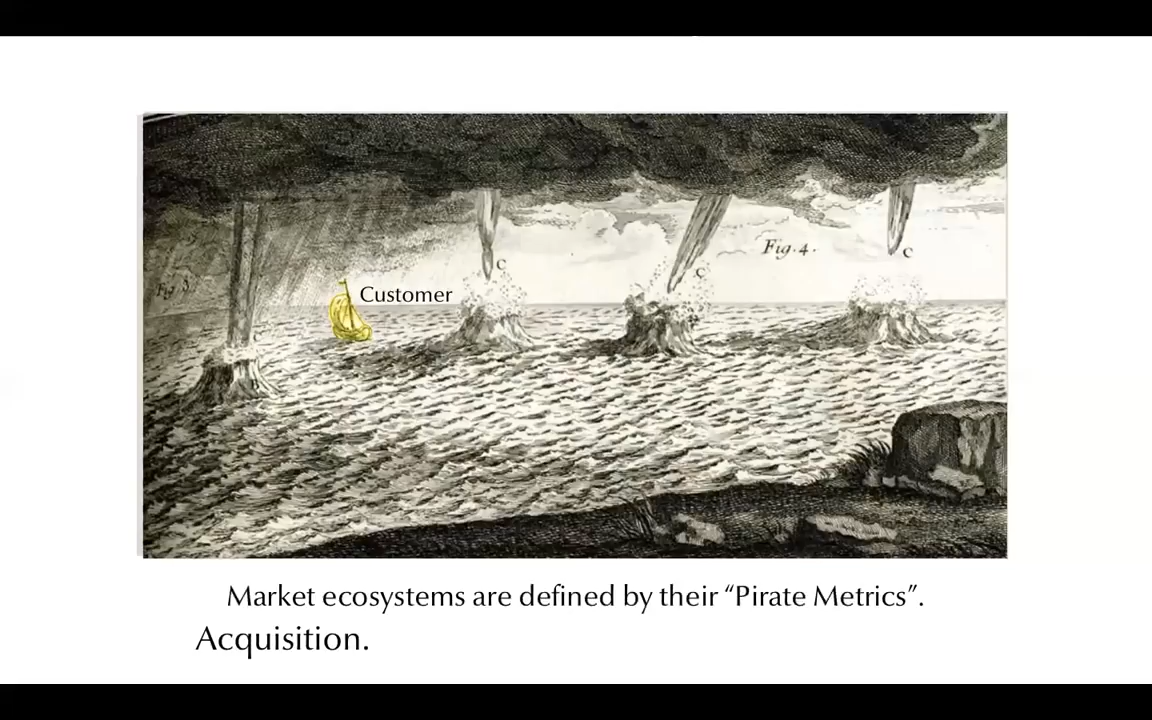 Fig. 4.
C
C
C
Fig. 3.
Customer
Market ecosystems are defined by their “Pirate Metrics”.
Acquisition.